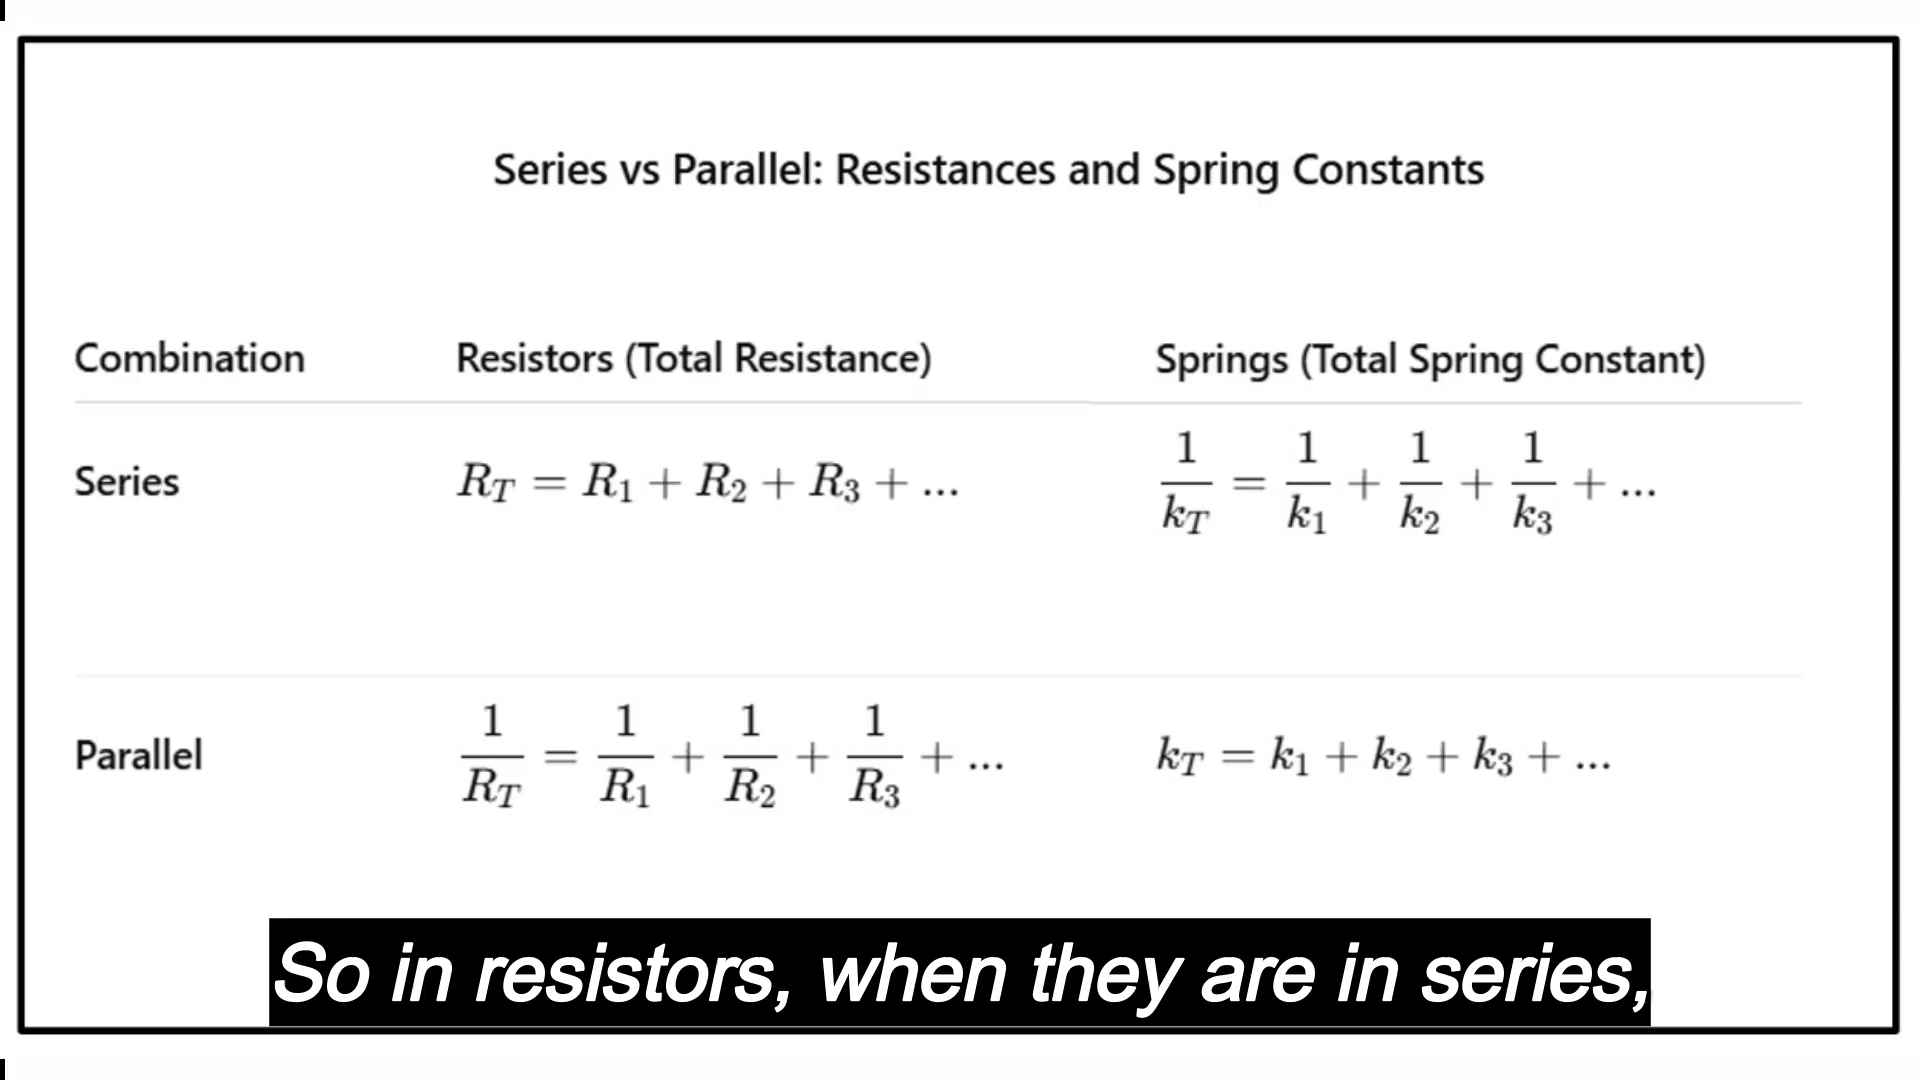 Series vs Parallel: Resistances and Spring Constants
Combination Resistors (Total Resistance) Springs (Total Spring Constant)
Series R_T = R_1 + R_2 + R_3 + ... 1/k_T = 1/k_1 + 1/k_2 + 1/k_3 + ...
Parallel 1/R_T = 1/R_1 + 1/R_2 + 1/R_3 + ... k_T = k_1 + k_2 + k_3 + ...
So in resistors, when they are in series,